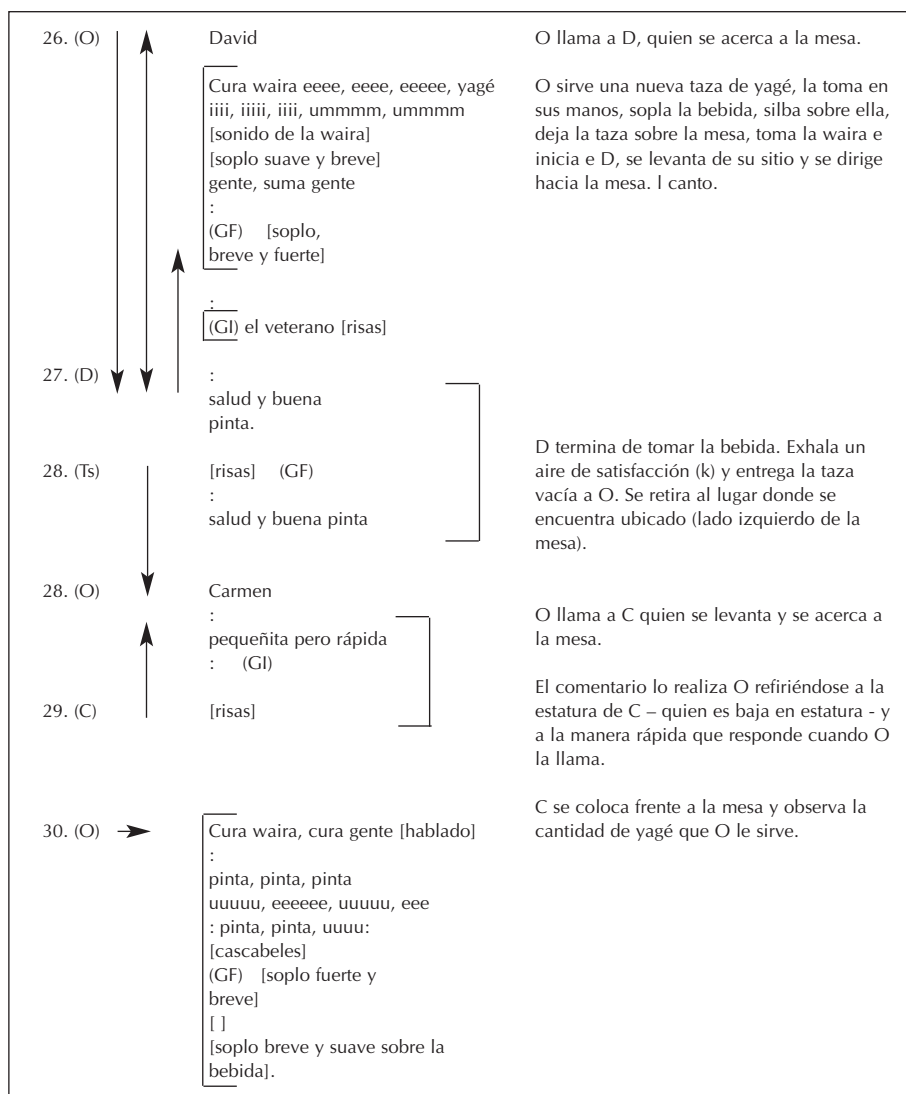 26. (O) David O llama a D, quien se acerca a la mesa.
Cura waira eeee, eeee, eeeee, yagé
iiii, iiiii, iiii, ummmm, ummmm
[sonido de la waira]
[soplo suave y breve]
gente, suma gente
:
(GF) [soplo,
breve y fuerte]
O sirve una nueva taza de yagé, la toma en
sus manos, sopla la bebida, silba sobre ella,
deja la taza sobre la mesa, toma la waira e
inicia e D, se levanta de su sitio y se dirige
hacia la mesa. l canto.
:
(GI) el veterano [risas]
27. (D) :
salud y buena
pinta.
28. (Ts) [risas] (GF)
:
salud y buena pinta
D termina de tomar la bebida. Exhala un
aire de satisfacción (k) y entrega la taza
vacía a O. Se retira al lugar donde se
encuentra ubicado (lado izquierdo de la
mesa).
28. (O) Carmen
:
pequeñita pero rápida
: (GI)
O llama a C quien se levanta y se acerca a
la mesa.
29. (C) [risas]
El comentario lo realiza O refiriéndose a la
estatura de C – quien es baja en estatura - y
a la manera rápida que responde cuando O
la llama.
30. (O) Cura waira, cura gente [hablado]
:
pinta, pinta, pinta
uuuuu, eeeeee, uuuuu, eee
: pinta, pinta, uuuu:
[cascabeles]
(GF) [soplo fuerte y
breve]
[ ]
[soplo breve y suave sobre la
bebida].
C se coloca frente a la mesa y observa la
cantidad de yagé que O le sirve.